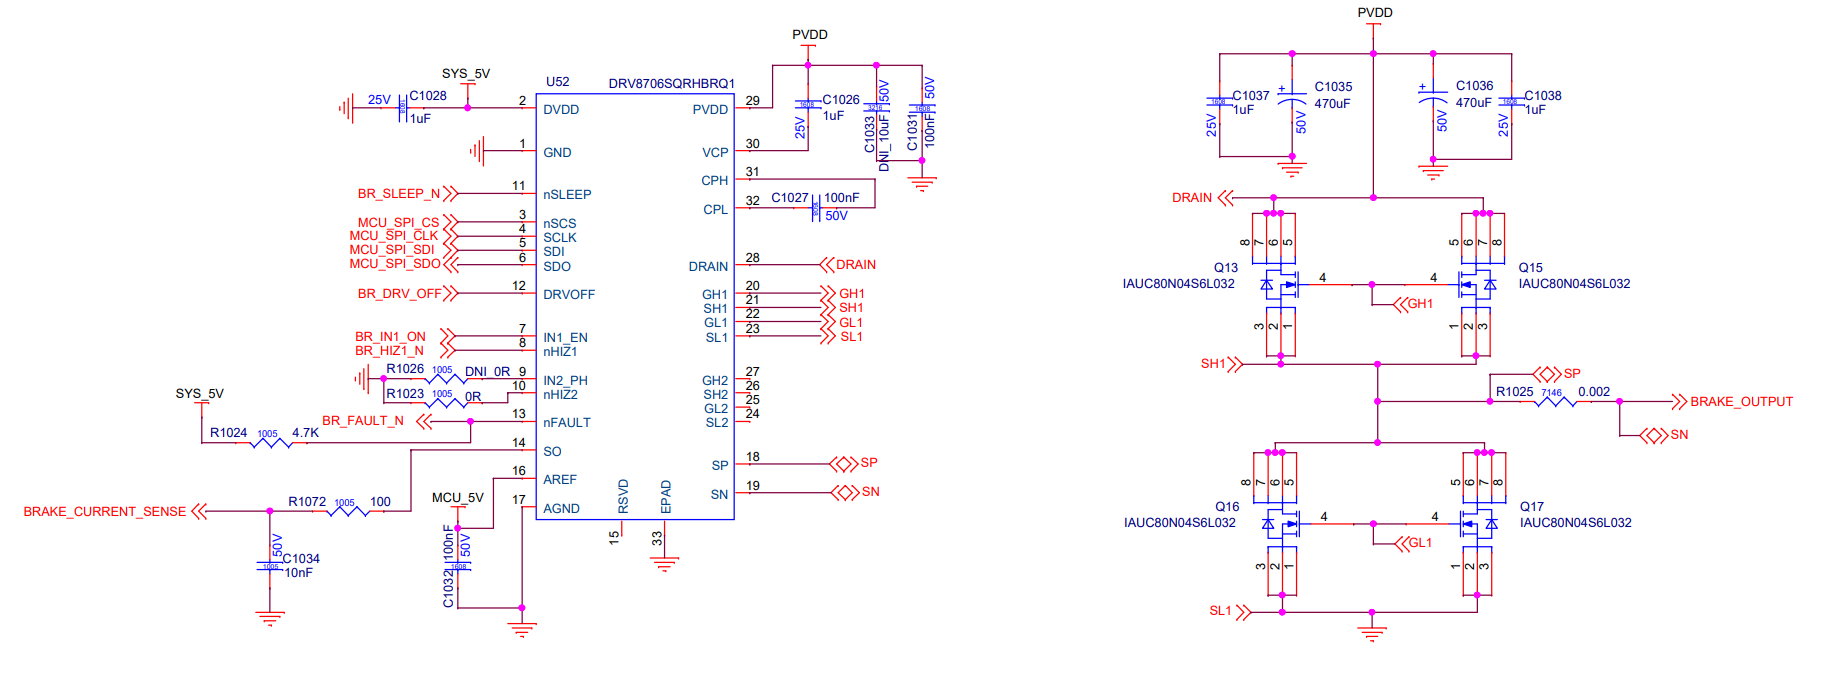 PVDD
SYS_5V
U52
DRV8706SQRHBRQ1
25V
C1028
1608
1uF
2
DVDD
PVDD
29
1608
C1026
1uF
25V
3216
50V
C1033
DNI_10uF
1608
50V
C1031
100nF
1
GND
VCP
30
CPH
31
BR_SLEEP_N
11
nSLEEP
CPL
32
C1027
100nF
50V
MCU_SPI_CS
3
nSCS
MCU_SPI_CLK
4
SCLK
MCU_SPI_SDI
5
SDI
MCU_SPI_SDO
6
SDO
DRAIN
28
DRAIN
BR_DRV_OFF
12
DRVOFF
GH1
20
GH1
SH1
21
SH1
GL1
22
GL1
SL1
23
SL1
BR_IN1_ON
7
IN1_EN
BR_HIZ1_N
8
nHIZ1
R1026
1005
DNI_0R
9
IN2_PH
R1023
1005
0R
10
nHIZ2
GH2
27
SH2
26
GL2
25
SL2
24
SYS_5V
BR_FAULT_N
13
nFAULT
R1024
1005
4.7K
14
SO
SP
18
SP
16
AREF
SN
19
SN
MCU_5V
17
AGND
RSVD
15
EPAD
33
BRAKE_CURRENT_SENSE
R1072
1005
100
50V
C1034
1005
10nF
100nF
50V
1608
C1032
PVDD
1608
C1037
1uF
25V
+
C1035
470uF
50V
+
C1036
470uF
50V
1608
C1038
1uF
25V
DRAIN
8
7
6
5
5
6
7
8
Q13
IAUC80N04S6L032
4
4
Q15
IAUC80N04S6L032
GH1
3
2
1
1
2
3
SH1
SP
R1025
7146
0.002
BRAKE_OUTPUT
SN
8
7
6
5
5
6
7
8
Q16
IAUC80N04S6L032
4
4
Q17
IAUC80N04S6L032
GL1
3
2
1
1
2
3
SL1